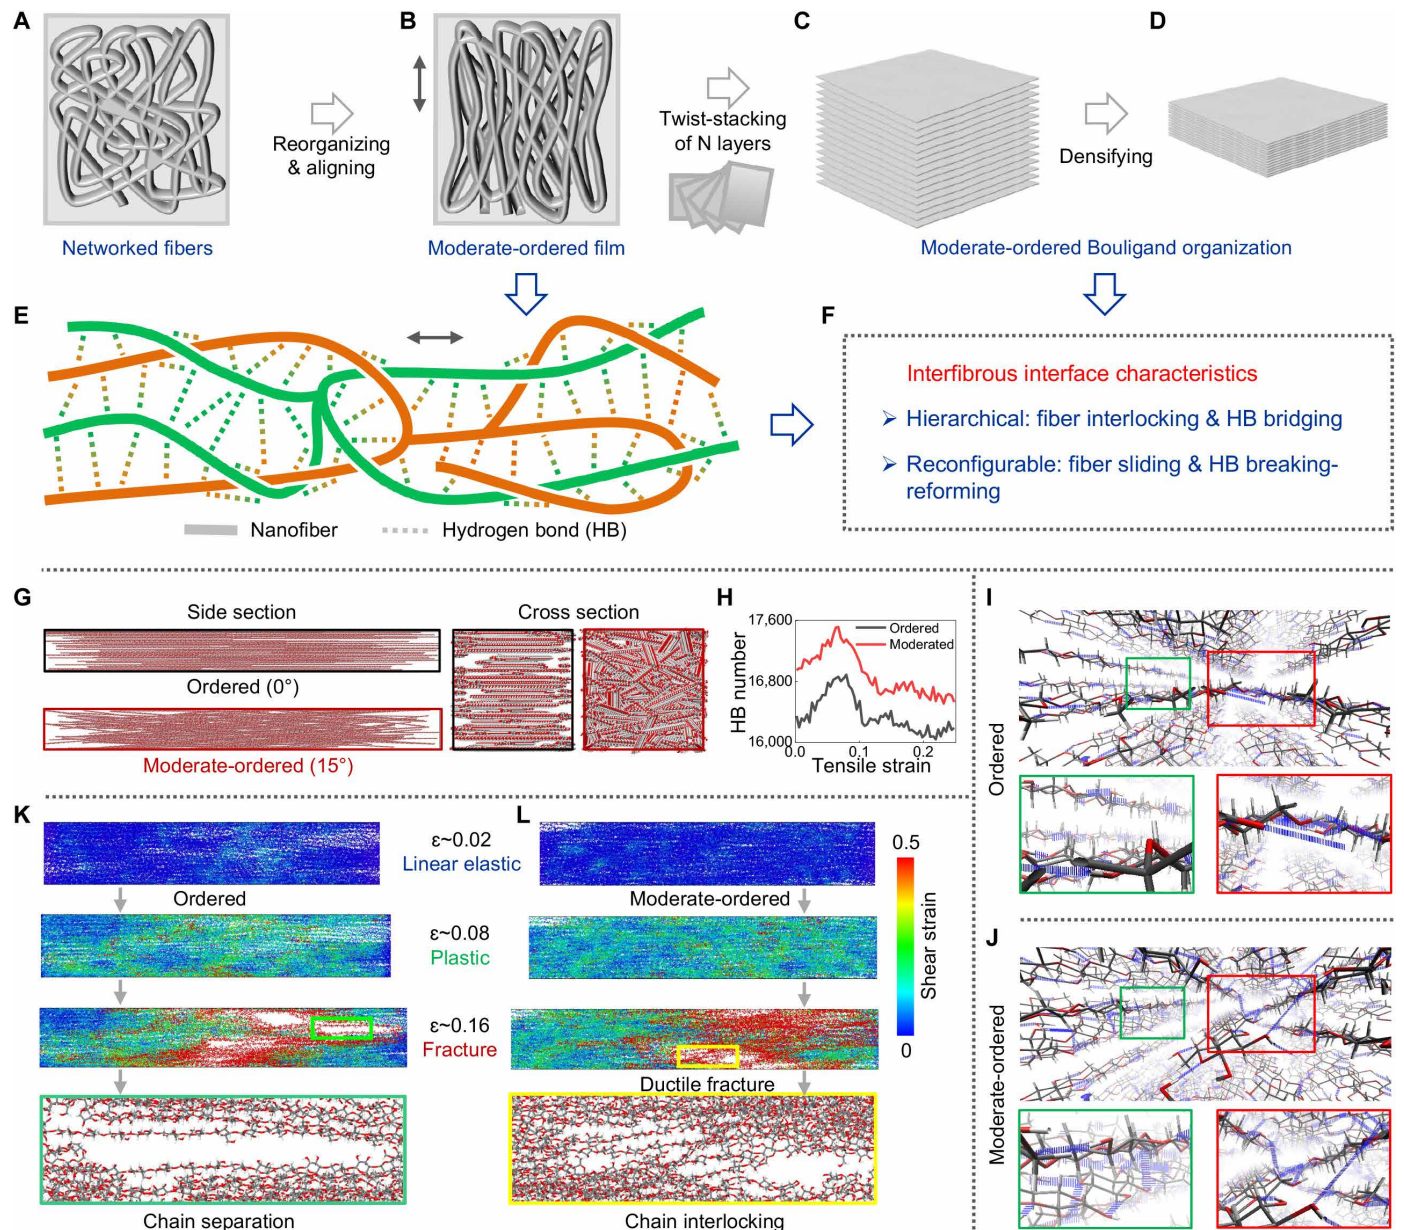 A
B
C
D
Reorganizing
& aligning
Twist-stacking
of N layers
Densifying
Networked fibers
Moderate-ordered film
Moderate-ordered Bouligand organization
E
Nanofiber
Hydrogen bond (HB)
F
Interfibrous interface characteristics
➢ Hierarchical: fiber interlocking & HB bridging
➢ Reconfigurable: fiber sliding & HB breaking-
reforming
G
Side section
Cross section
Ordered (0°)
Moderate-ordered (15°)
H
17,600
16,800
16,000
HB number
Ordered
Moderated
0.0
0.1
0.2
Tensile strain
I
Ordered
J
Moderate-ordered
K
L
ε~0.02
Linear elastic
Ordered
Moderate-ordered
ε~0.08
Plastic
ε~0.16
Fracture
0.5
Shear strain
0
Ductile fracture
Chain separation
Chain interlocking